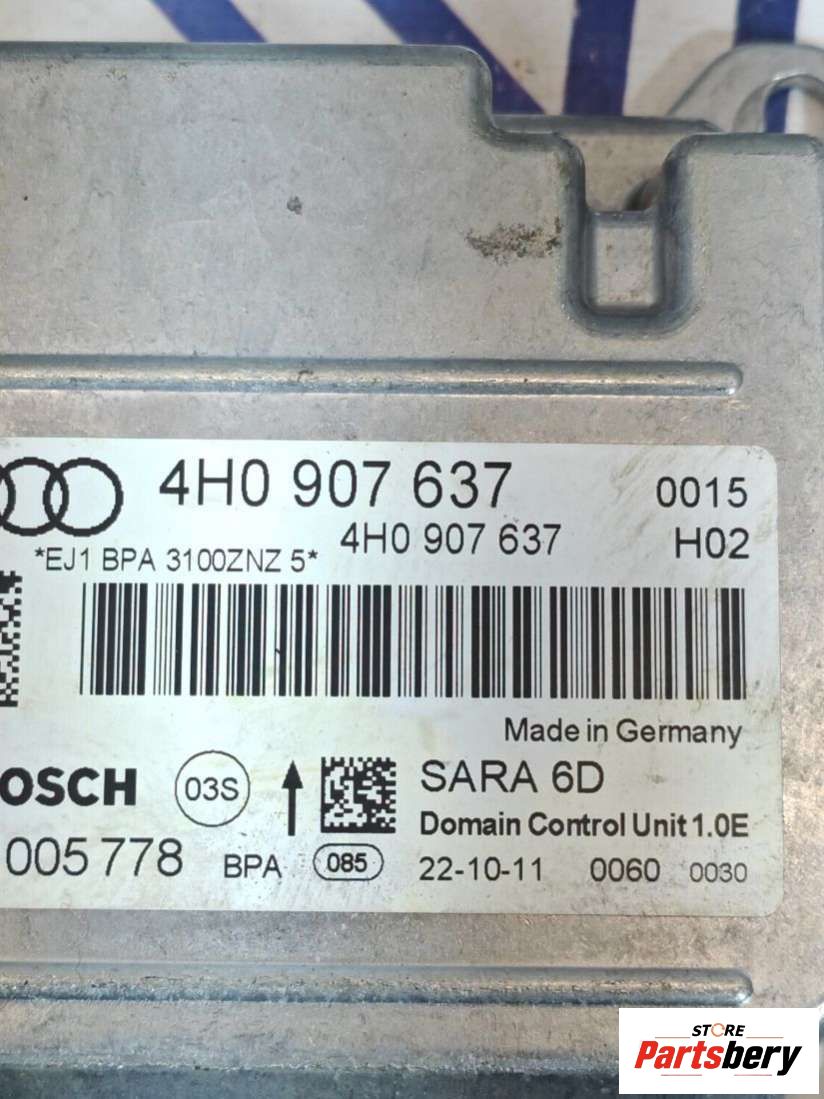 4H0 907 637 0015
4H0 907 637 H02
*EJ1 BPA 3100ZNZ 5*
Made in Germany
OSCH 03S SARA 6D
Domain Control Unit 1.0E
005 778 BPA 085 22-10-11 0060 0030
STORE
Partsbery